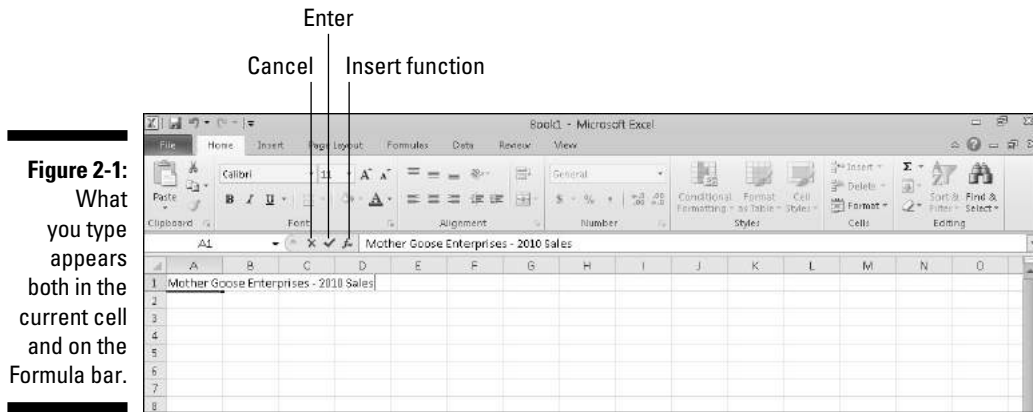 Enter
Cancel
Insert function
Figure 2-1:
What
you type
appears
both in the
current cell
and on the
Formula bar.
Book1 - Microsoft Excel
File Home Insert Page Layout Formulas Data Review View
Paste
Calibri 11
B I U
General
$ - % ,
Conditional Formatting
Format as Table
Cell Styles
Insert
Delete
Format
Σ
Sort & Filter
Find & Select
Clipboard Font Alignment Number Styles Cells Editing
A1 Mother Goose Enterprises - 2010 Sales
A B C D E F G H I J K L M N O
1 Mother Goose Enterprises - 2010 Sales
2
3
4
5
6
7
8